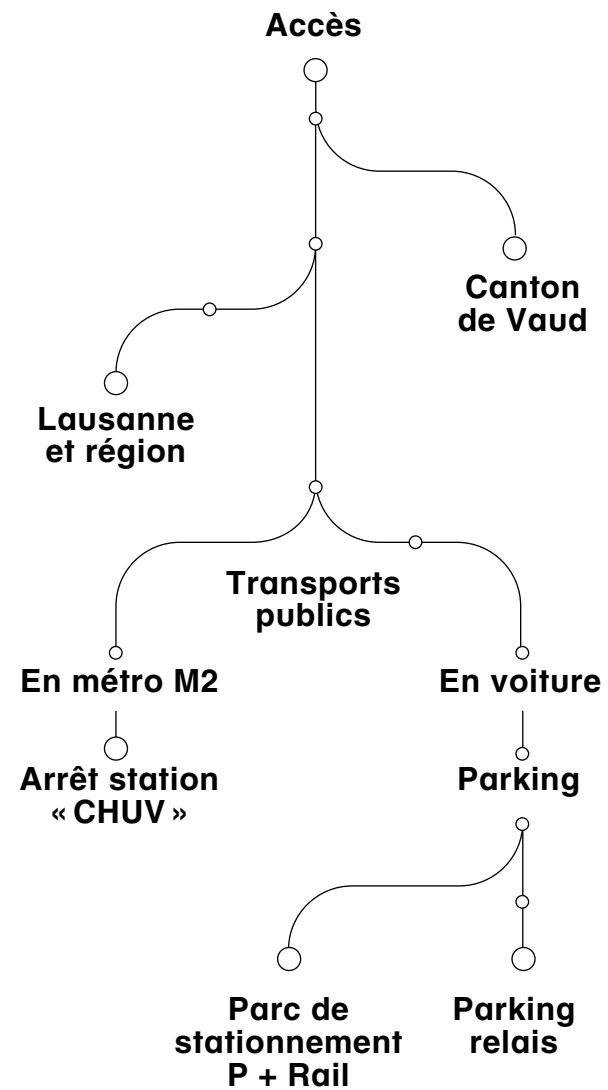 Accès
Canton
de Vaud
Lausanne
et région
Transports
publics
En métro M2
En voiture
Arrêt station
« CHUV »
Parking
Parc de
stationnement
P + Rail
Parking
relais